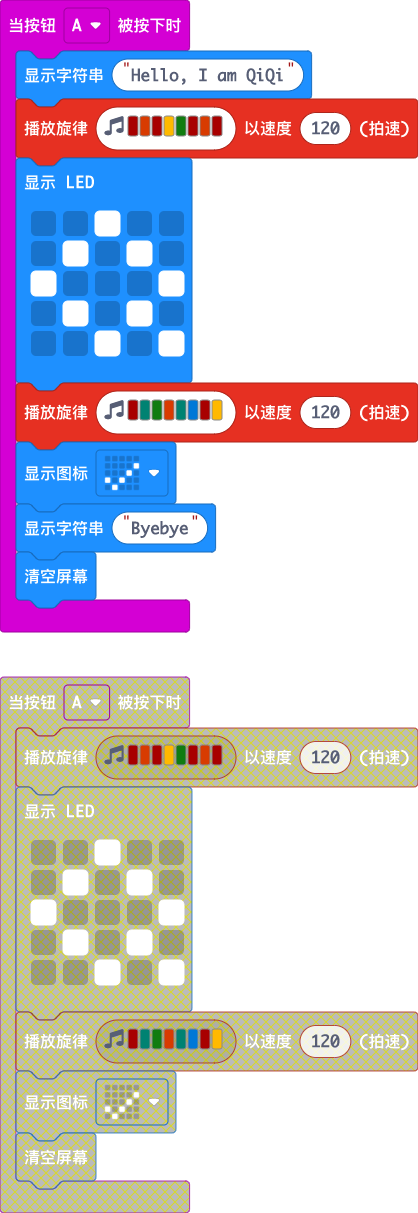 当按钮 A 被按下时
显示字符串 "Hello, I am QiQi"
播放旋律 以速度 120 (拍速)
显示 LED
播放旋律 以速度 120 (拍速)
显示图标
显示字符串 "Byebye"
清空屏幕
当按钮 A 被按下时
播放旋律 以速度 120 (拍速)
显示 LED
播放旋律 以速度 120 (拍速)
显示图标
清空屏幕